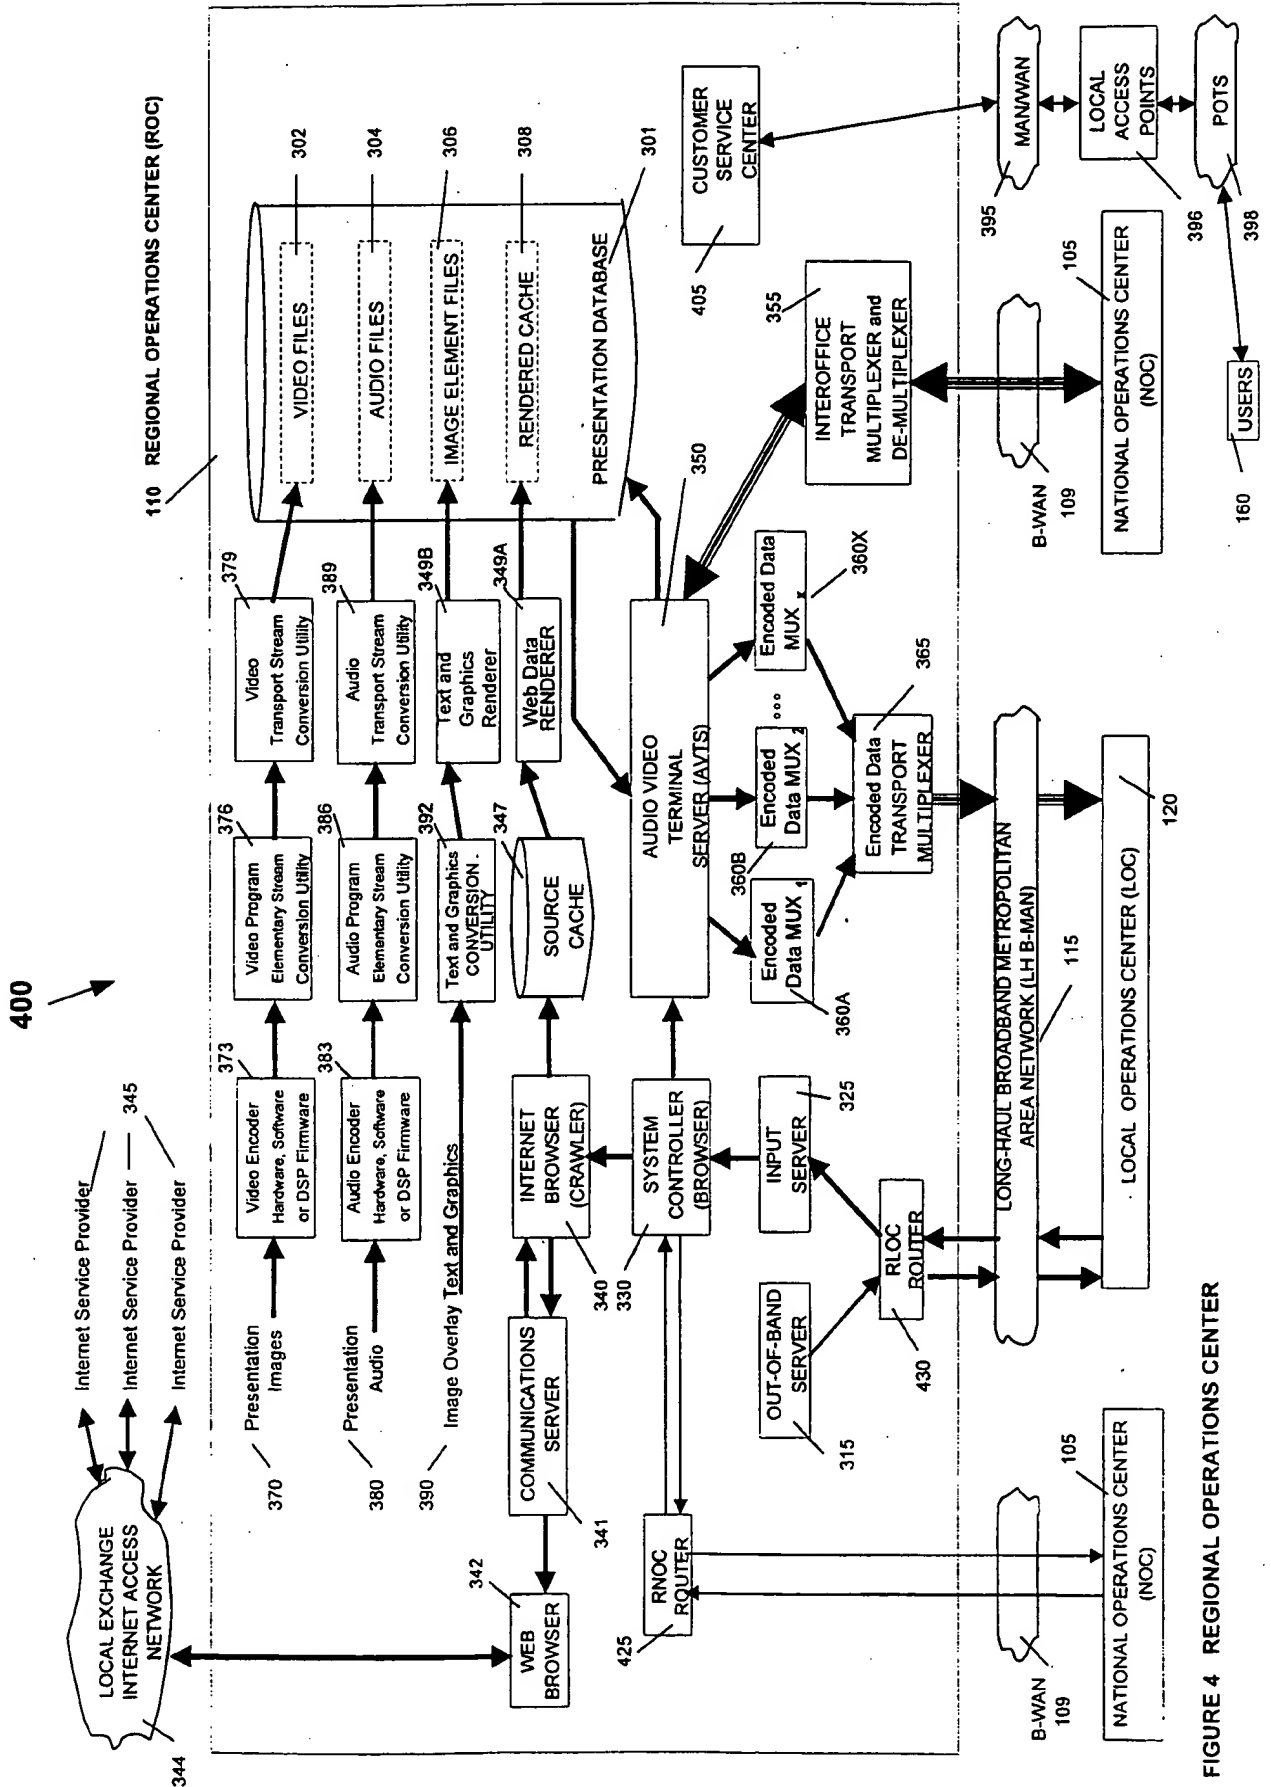 400
110 REGIONAL OPERATIONS CENTER (ROC)
LOCAL EXCHANGE
INTERNET ACCESS
NETWORK
344
Internet Service Provider
Internet Service Provider
Internet Service Provider
345
370
Presentation
Images
373
Video Encoder
Hardware, Software
or DSP Firmware
376
Video Program
Elementary Stream
Conversion Utility
379
Video
Transport Stream
Conversion Utility
VIDEO FILES
302
380
Presentation
Audio
383
Audio Encoder
Hardware, Software
or DSP Firmware
386
Audio Program
Elementary Stream
Conversion Utility
389
Audio
Transport Stream
Conversion Utility
AUDIO FILES
304
390
Image Overlay Text and Graphics
392
Text and Graphics
CONVERSION.
UTILITY
349B
Text and
Graphics
Renderer
IMAGE ELEMENT FILES
306
342
WEB
BROWSER
COMMUNICATIONS
SERVER
341
INTERNET
BROWSER
(CRAWLER)
340
347
SOURCE
CACHE
349A
Web Data
RENDERER
RENDERED CACHE
308
PRESENTATION DATABASE
301
RNOC
ROUTER
425
330
SYSTEM
CONTROLLER
(BROWSER)
AUDIO VIDEO
TERMINAL
SERVER (AVTS)
350
CUSTOMER
SERVICE
CENTER
405
OUT-OF-BAND
SERVER
315
INPUT
SERVER
325
Encoded
Data MUX 1
360A
Encoded
Data MUX 2
360B
...
Encoded Data
MUX x
360X
355
INTEROFFICE
TRANSPORT
MULTIPLEXER and
DE-MULTIPLEXER
RLOC
ROUTER
430
Encoded Data
TRANSPORT
MULTIPLEXER
365
B-WAN
109
LONG-HAUL BROADBAND METROPOLITAN
AREA NETWORK (LH B-MAN)
115
B-WAN
109
395
MAN/WAN
LOCAL
ACCESS
POINTS
396
POTS
398
105
NATIONAL OPERATIONS CENTER
(NOC)
LOCAL OPERATIONS CENTER (LOC)
120
105
NATIONAL OPERATIONS CENTER
(NOC)
160
USERS
FIGURE 4 REGIONAL OPERATIONS CENTER